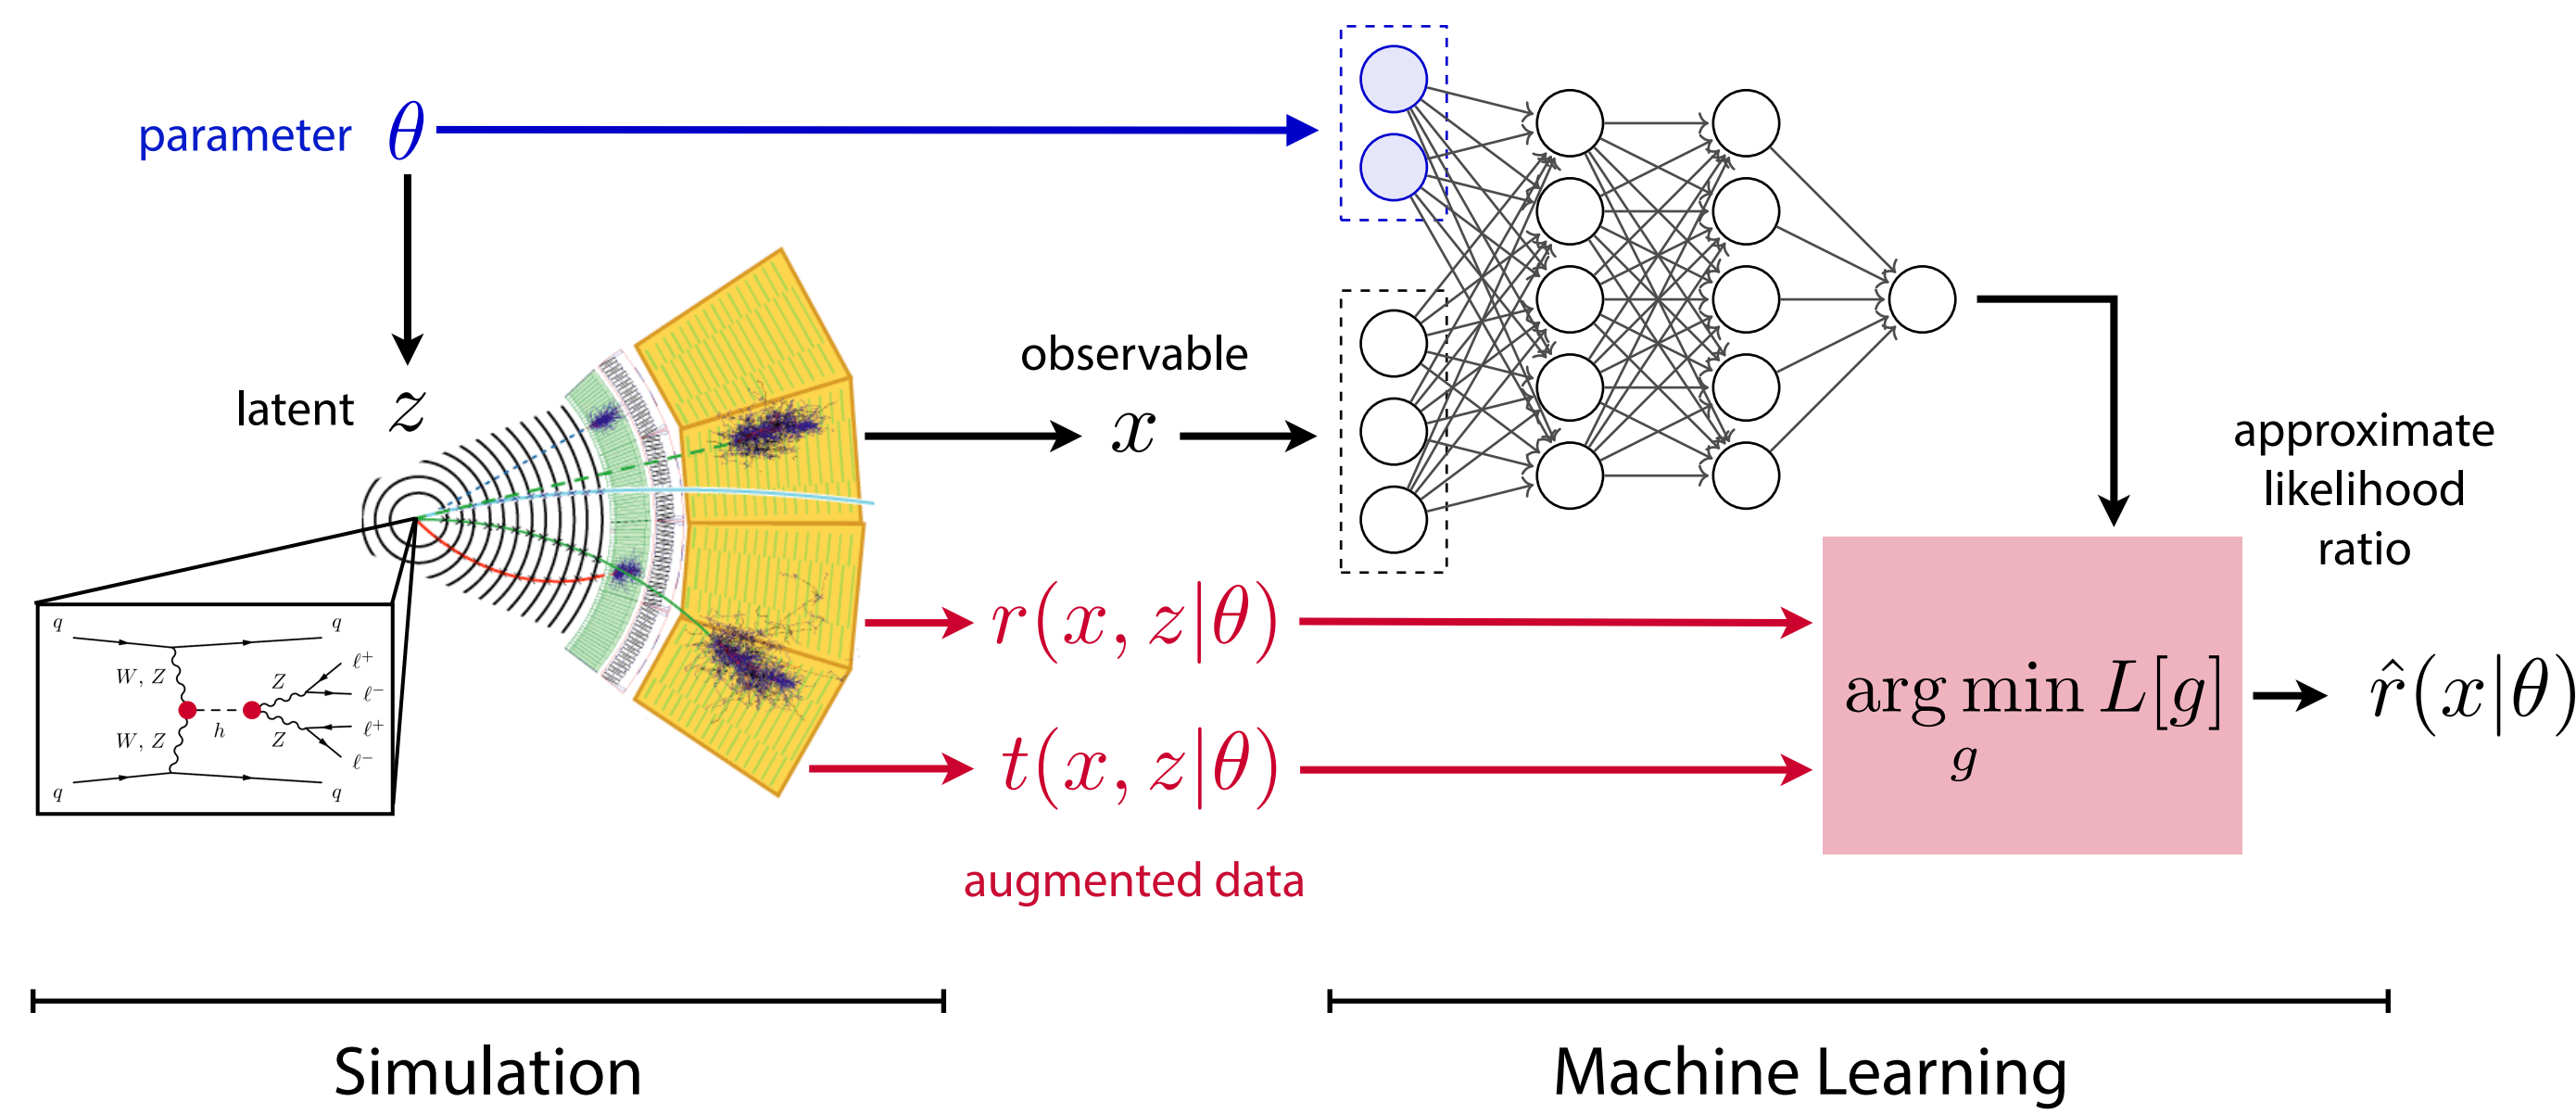 parameter θ
latent z
observable
x
approximate
likelihood
ratio
r(x, z|θ)
t(x, z|θ)
augmented data
arg min L[g]
g
r̂(x|θ)
q
q
W, Z
Z
ℓ+
ℓ−
h
W, Z
Z
ℓ+
ℓ−
q
q
Simulation
Machine Learning